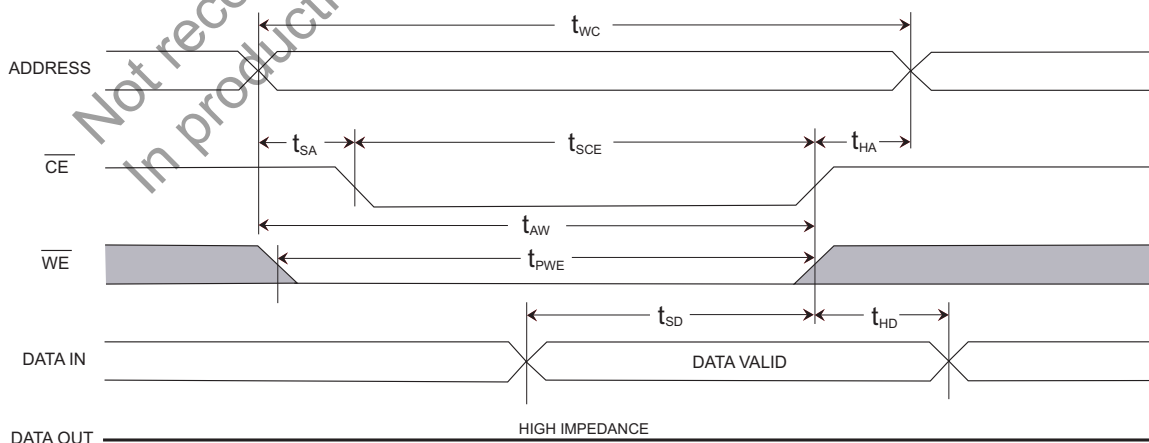 Not reco
In product
tWC
ADDRESS
tSA
tSCE
tHA
CE
tAW
WE
tPWE
tSD
tHD
DATA IN
DATA VALID
HIGH IMPEDANCE
DATA OUT